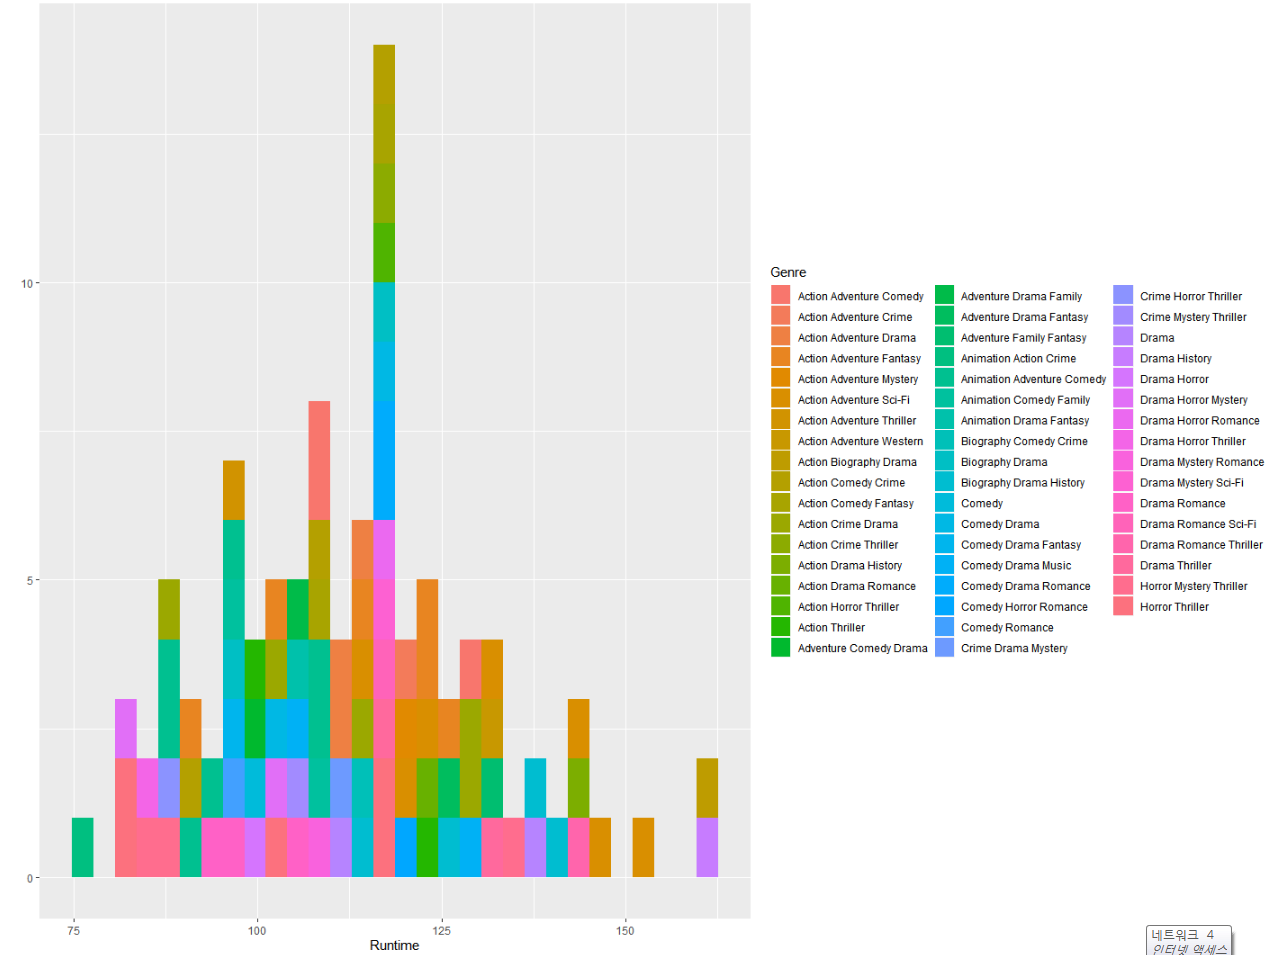 10
5
0
75
100
125
150
Runtime
Genre
Action Adventure Comedy
Action Adventure Crime
Action Adventure Drama
Action Adventure Fantasy
Action Adventure Mystery
Action Adventure Sci-Fi
Action Adventure Thriller
Action Adventure Western
Action Biography Drama
Action Comedy Crime
Action Comedy Fantasy
Action Crime Drama
Action Crime Thriller
Action Drama History
Action Drama Romance
Action Horror Thriller
Action Thriller
Adventure Comedy Drama
Adventure Drama Family
Adventure Drama Fantasy
Adventure Family Fantasy
Animation Action Crime
Animation Adventure Comedy
Animation Comedy Family
Animation Drama Fantasy
Biography Comedy Crime
Biography Drama
Biography Drama History
Comedy
Comedy Drama
Comedy Drama Fantasy
Comedy Drama Music
Comedy Drama Romance
Comedy Horror Romance
Comedy Romance
Crime Drama Mystery
Crime Horror Thriller
Crime Mystery Thriller
Drama
Drama History
Drama Horror
Drama Horror Mystery
Drama Horror Romance
Drama Horror Thriller
Drama Mystery Romance
Drama Mystery Sci-Fi
Drama Romance
Drama Romance Sci-Fi
Drama Romance Thriller
Drama Thriller
Horror Mystery Thriller
Horror Thriller
네트워크 4
인터넷 액세스